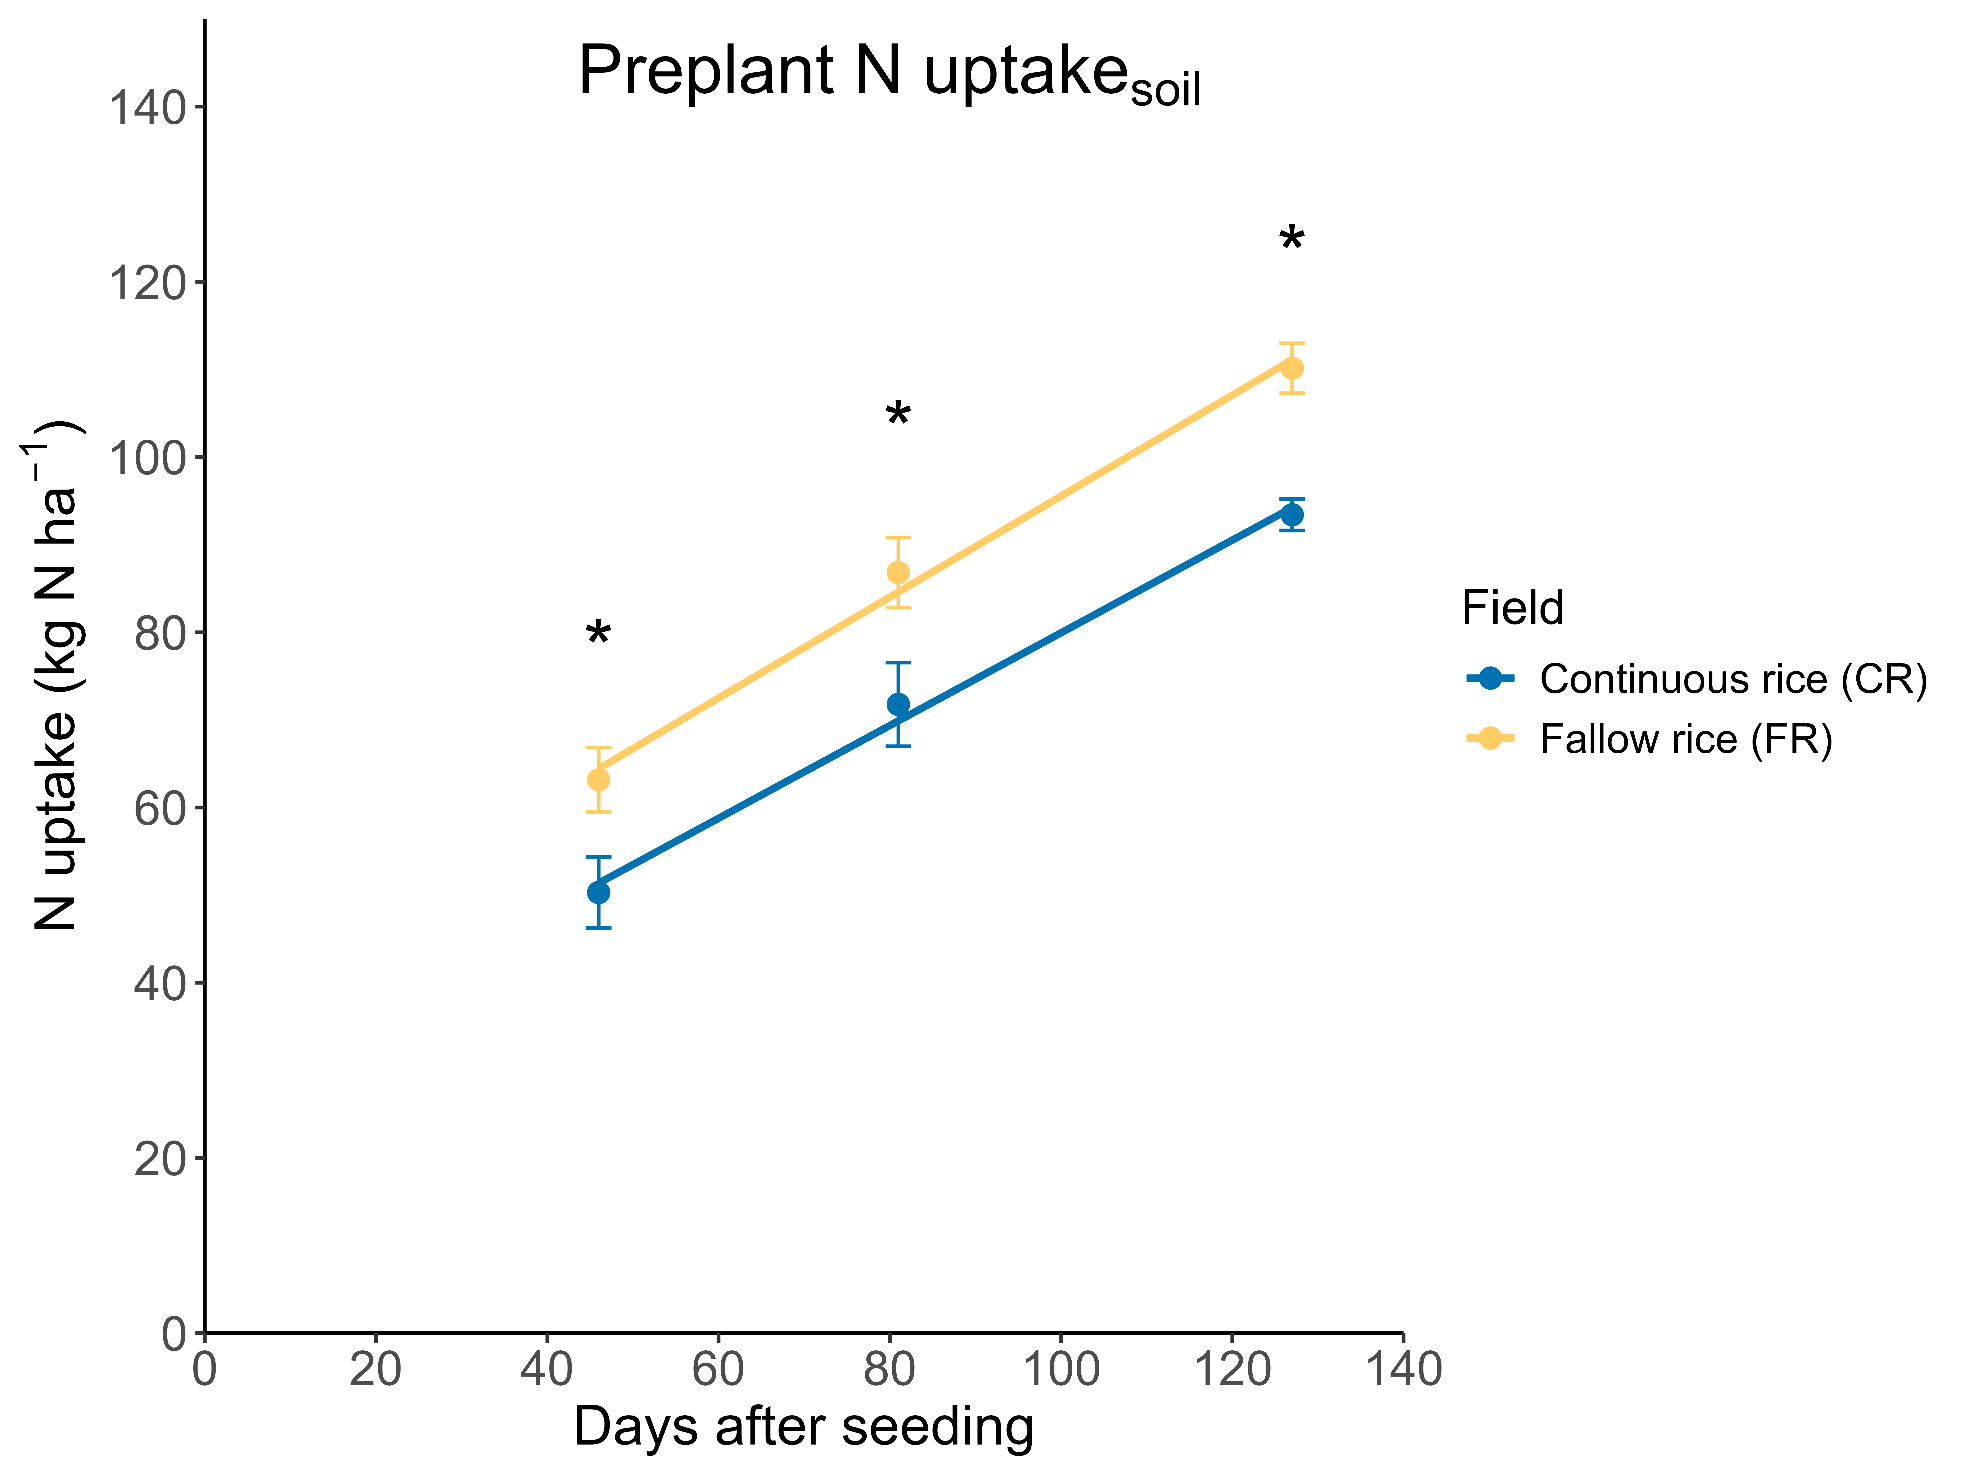 Preplant N uptakesoil
140
120
100
80
60
40
20
0
N uptake (kg N ha⁻¹)
*
*
*
0 20 40 60 80 100 120 140
Days after seeding
Field
Continuous rice (CR)
Fallow rice (FR)